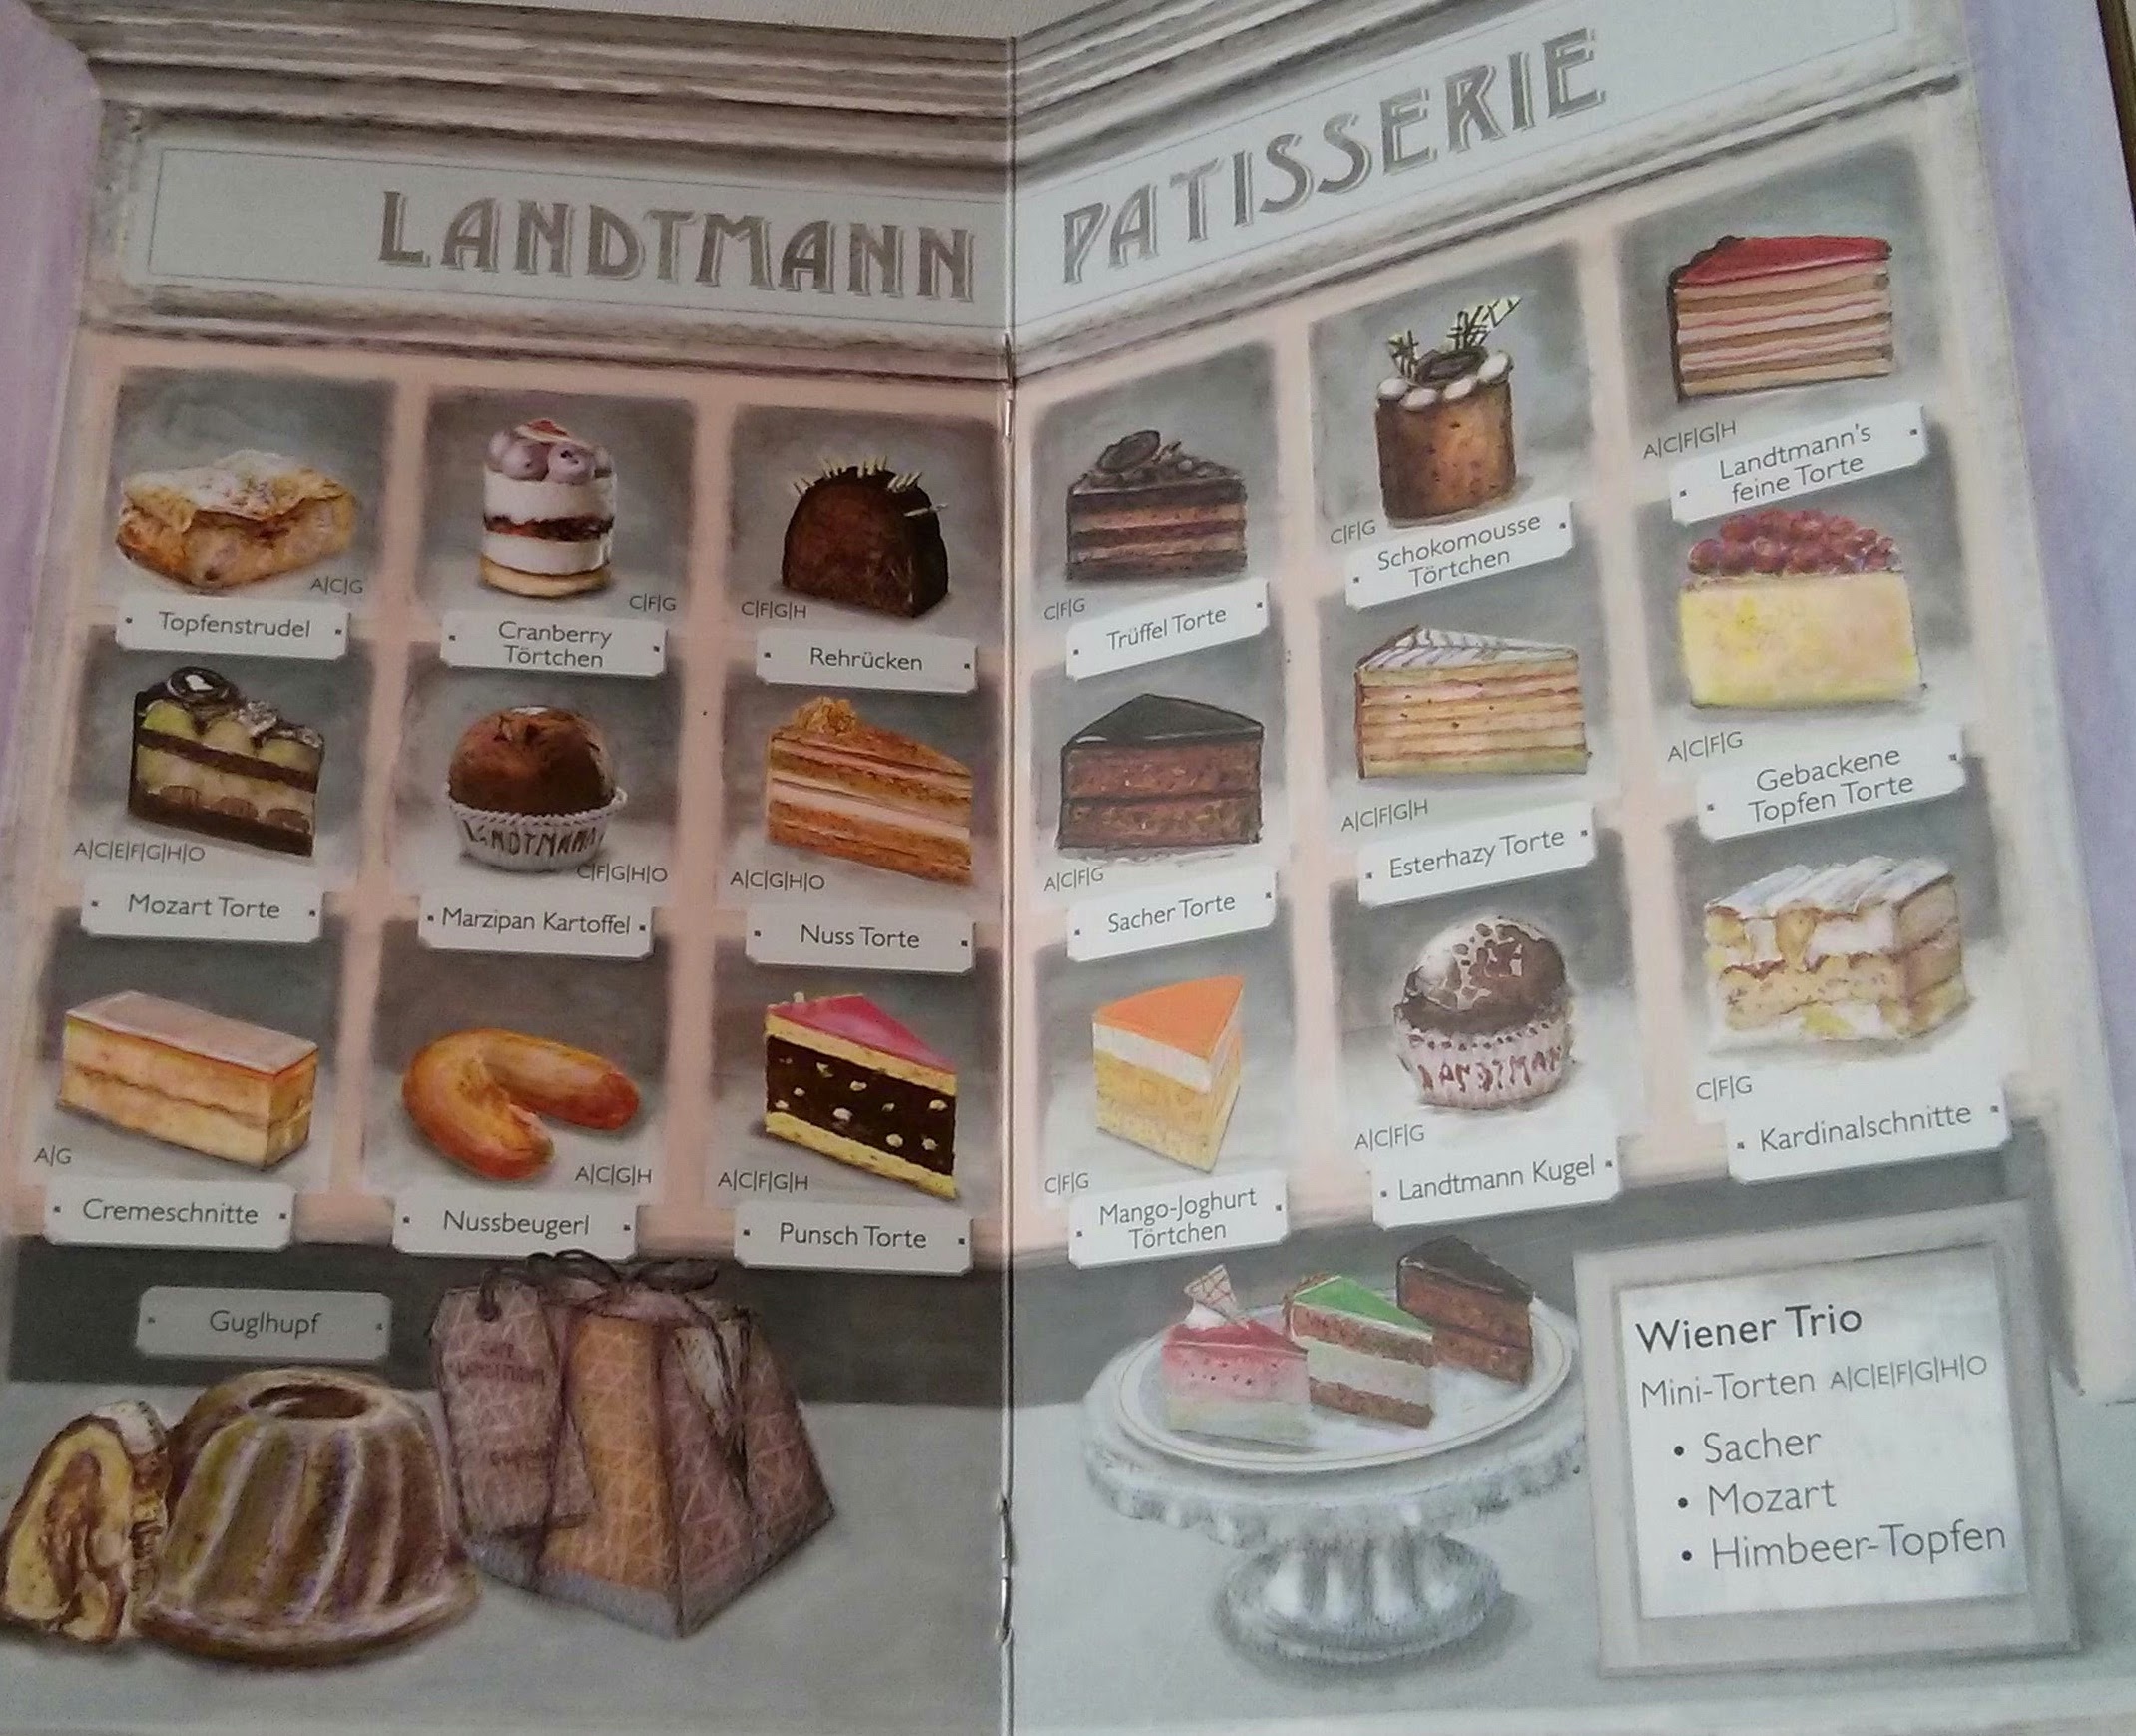 LANDTMANN
A|C|G
Topfenstrudel
C|F|G
Cranberry
Törtchen
C|F|G|H
Rehrücken
A|C|E|F|G|H|O
Mozart Torte
LANDTMANN
C|F|G|H|O
Marzipan Kartoffel
A|C|G|H|O
Nuss Torte
A|G
Cremeschnitte
A|C|G|H
Nussbeugerl
A|C|F|G|H
Punsch Torte
Guglhupf
CAFE
LANDTMANN
PATISSERIE
C|F|G
Trüffel Torte
C|F|G
Schokomousse
Törtchen
A|C|F|G|H
Landtmann's
feine Torte
A|C|F|G
Sacher Torte
A|C|F|G|H
Esterhazy Torte
A|C|F|G
Gebackene
Topfen Torte
C|F|G
Mango-Joghurt
Törtchen
LANDTMAN
A|C|F|G
Landtmann Kugel
C|F|G
Kardinalschnitte
Wiener Trio
Mini-Torten A|C|E|F|G|H|O
• Sacher
• Mozart
• Himbeer-Topfen